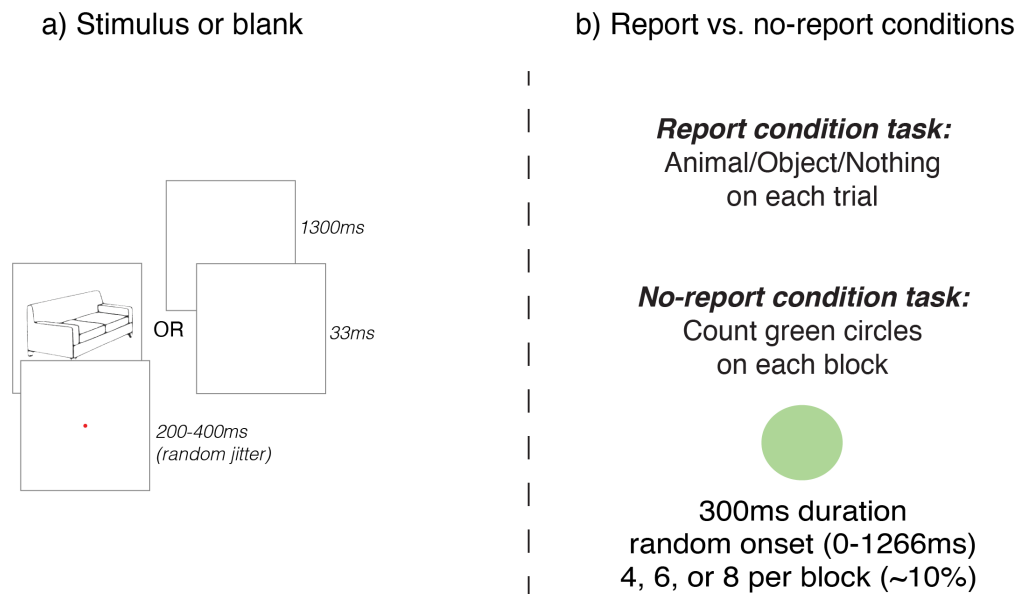 a) Stimulus or blank
1300ms
OR
33ms
200-400ms
(random jitter)
b) Report vs. no-report conditions
Report condition task:
Animal/Object/Nothing
on each trial
No-report condition task:
Count green circles
on each block
300ms duration
random onset (0-1266ms)
4, 6, or 8 per block (~10%)